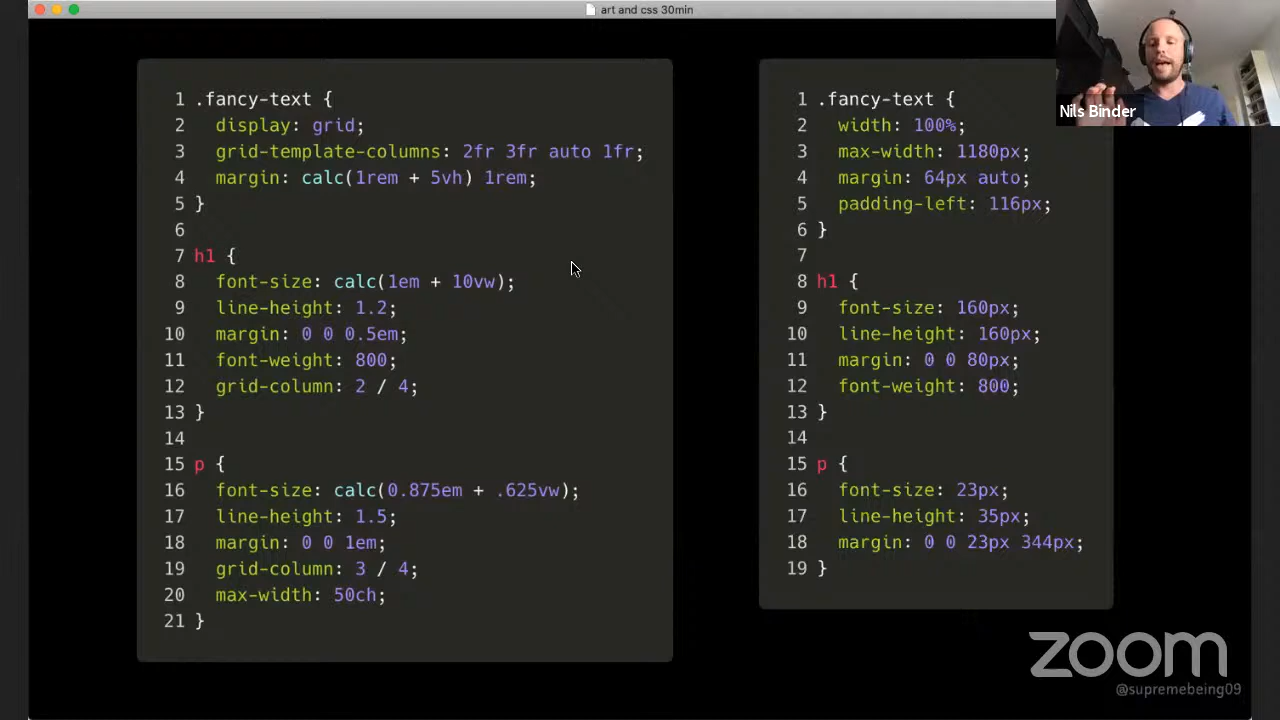 art and css 30min
1 .fancy-text {
2 display: grid;
3 grid-template-columns: 2fr 3fr auto 1fr;
4 margin: calc(1rem + 5vh) 1rem;
5 }
6
7 h1 {
8 font-size: calc(1em + 10vw);
9 line-height: 1.2;
10 margin: 0 0 0.5em;
11 font-weight: 800;
12 grid-column: 2 / 4;
13 }
14
15 p {
16 font-size: calc(0.875em + .625vw);
17 line-height: 1.5;
18 margin: 0 0 1em;
19 grid-column: 3 / 4;
20 max-width: 50ch;
21 }
1 .fancy-text {
2 width: 100%;
3 max-width: 1180px;
4 margin: 64px auto;
5 padding-left: 116px;
6 }
7
8 h1 {
9 font-size: 160px;
10 line-height: 160px;
11 margin: 0 0 80px;
12 font-weight: 800;
13 }
14
15 p {
16 font-size: 23px;
17 line-height: 35px;
18 margin: 0 0 23px 344px;
19 }
Nils Binder
zoom
@supremebeing09